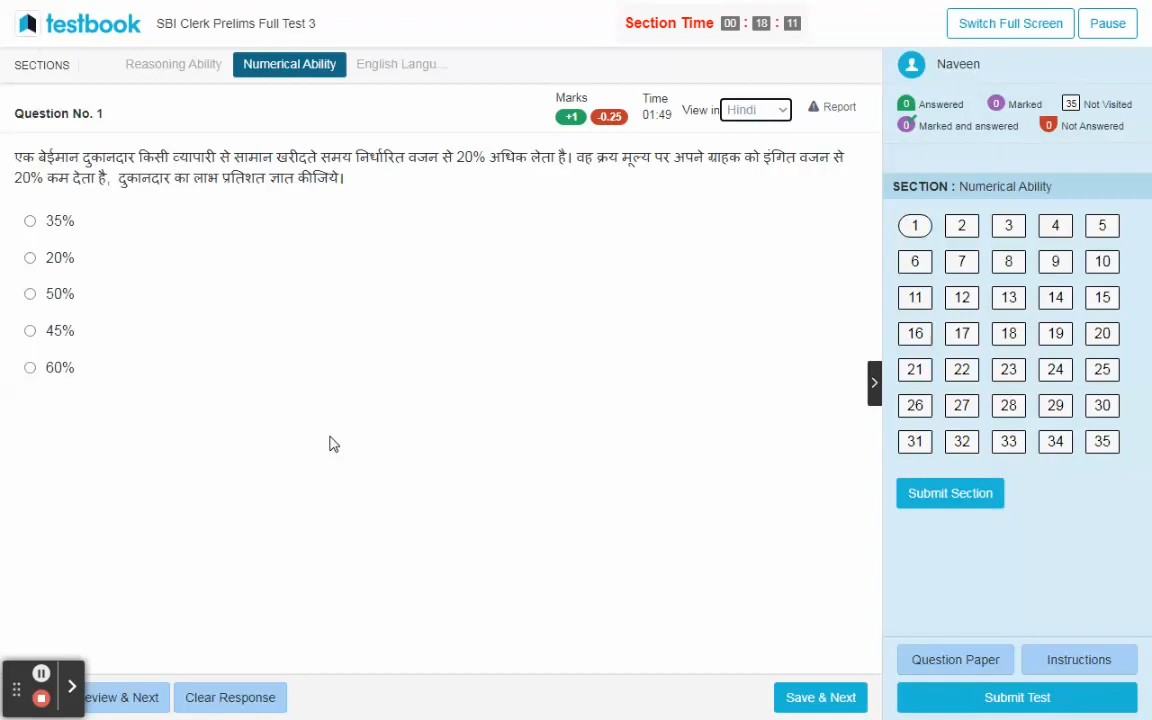 testbook SBI Clerk Prelims Full Test 3 Section Time 00 : 18 : 11 Switch Full Screen Pause
SECTIONS Reasoning Ability Numerical Ability English Langu... Naveen
Question No. 1 Marks +1 -0.25 Time 01:49 View in Hindi Report
0 Answered 0 Marked 35 Not Visited
0 Marked and answered 0 Not Answered
एक बेईमान दुकानदार किसी व्यापारी से सामान खरीदते समय निर्धारित वजन से 20% अधिक लेता है। वह क्रय मूल्य पर अपने ग्राहक को इंगित वजन से
20% कम देता है, दुकानदार का लाभ प्रतिशत ज्ञात कीजिये।
35%
20%
50%
45%
60%
SECTION : Numerical Ability
1 2 3 4 5
6 7 8 9 10
11 12 13 14 15
16 17 18 19 20
21 22 23 24 25
26 27 28 29 30
31 32 33 34 35
Submit Section
Question Paper Instructions
eview & Next Clear Response Save & Next Submit Test